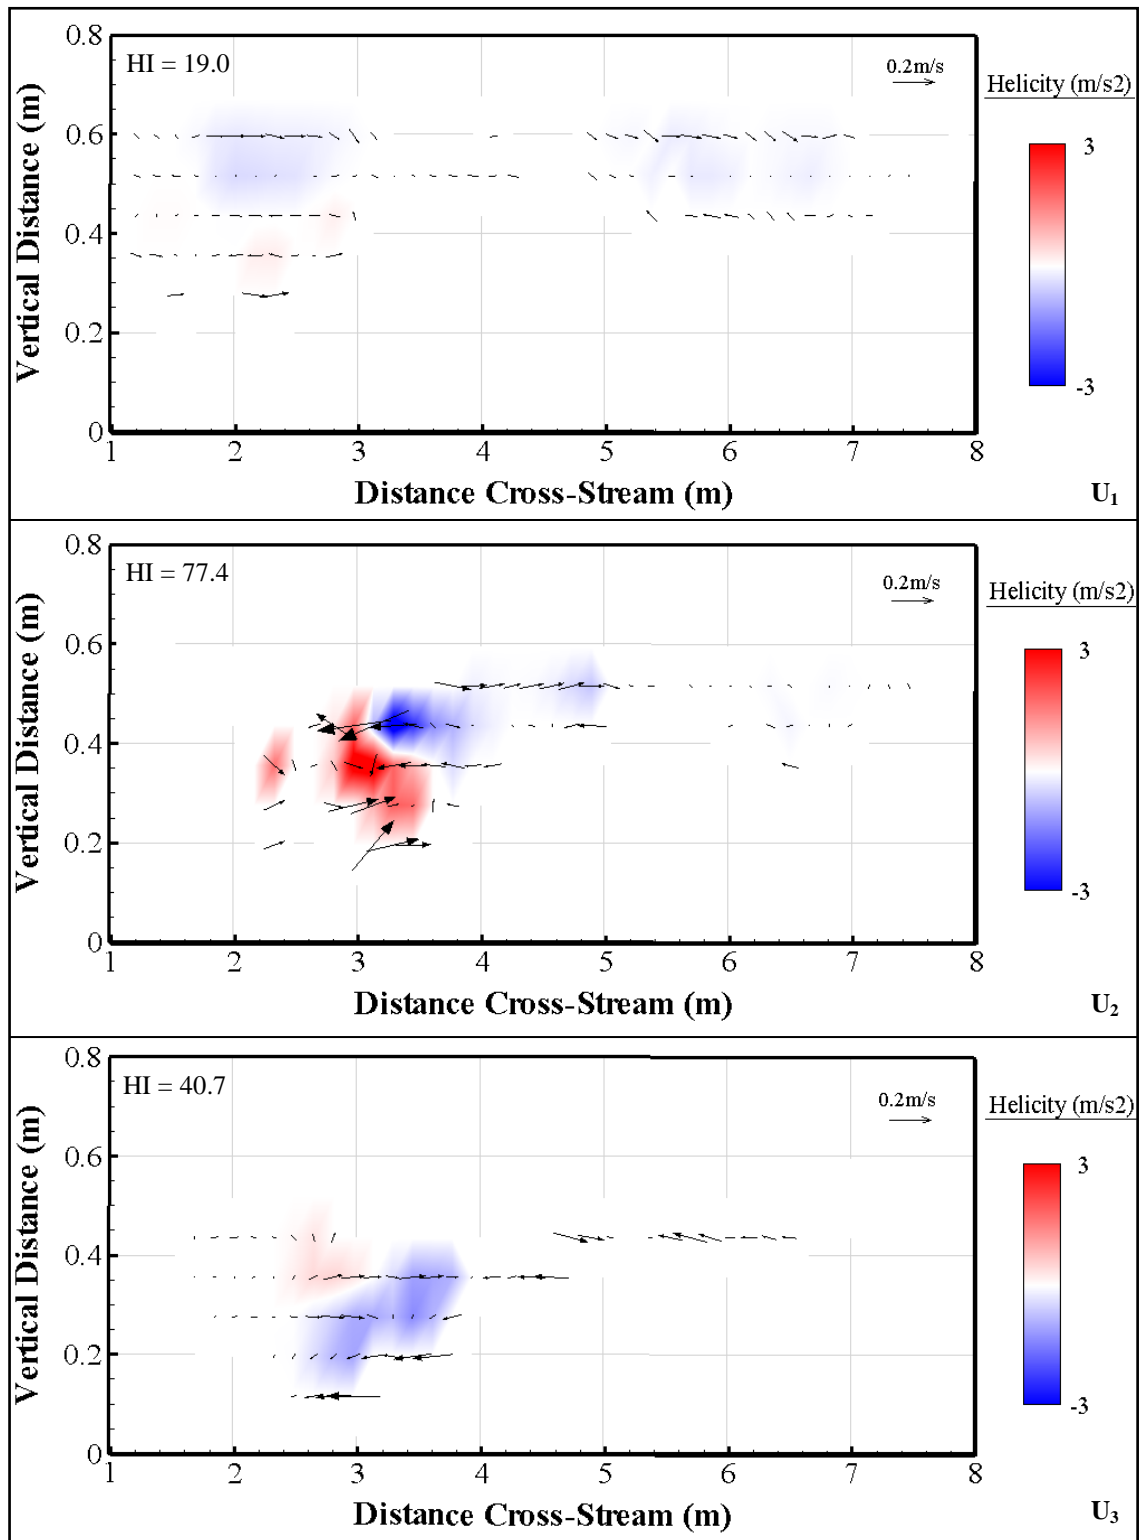 0.8
HI = 19.0
0.2m/s
Helicity (m/s2)
3
-3
0.6
0.4
0.2
0
Vertical Distance (m)
1 2 3 4 5 6 7 8
Distance Cross-Stream (m)
U₁
0.8
HI = 77.4
0.2m/s
Helicity (m/s2)
3
-3
0.6
0.4
0.2
0
Vertical Distance (m)
1 2 3 4 5 6 7 8
Distance Cross-Stream (m)
U₂
0.8
HI = 40.7
0.2m/s
Helicity (m/s2)
3
-3
0.6
0.4
0.2
0
Vertical Distance (m)
1 2 3 4 5 6 7 8
Distance Cross-Stream (m)
U₃